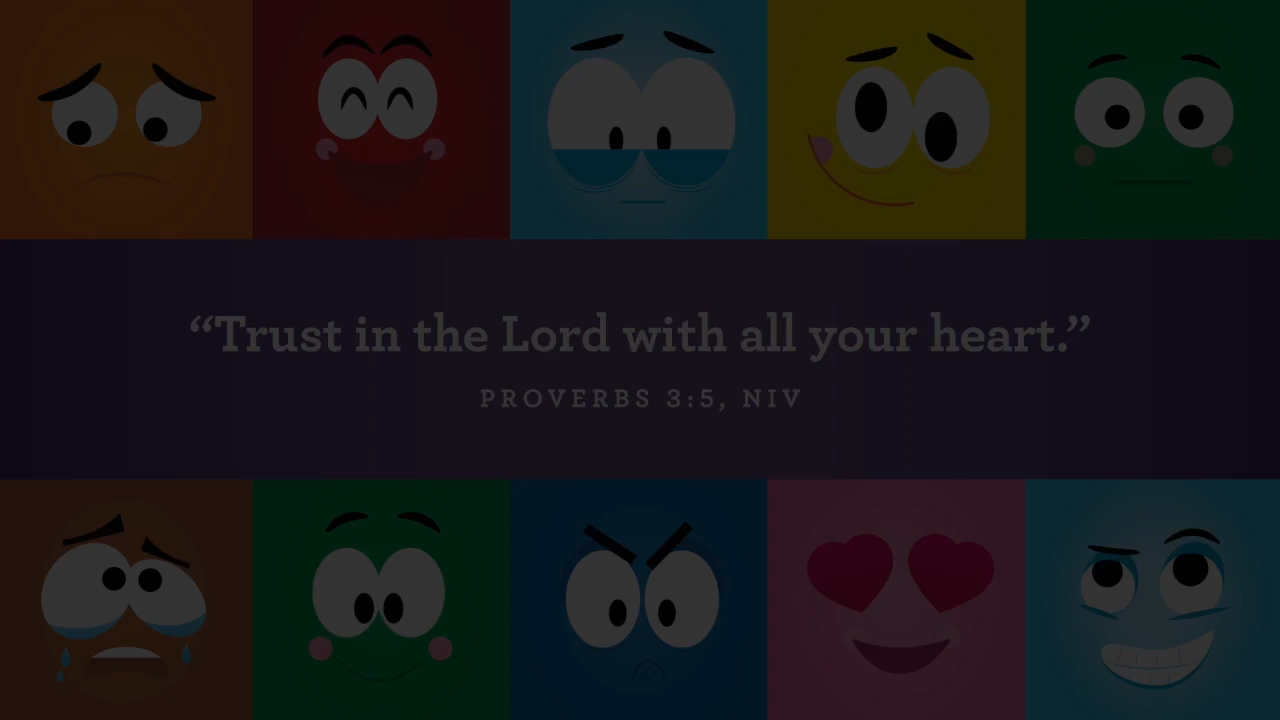 “Trust in the Lord with all your heart.”
PROVERBS 3:5, NIV